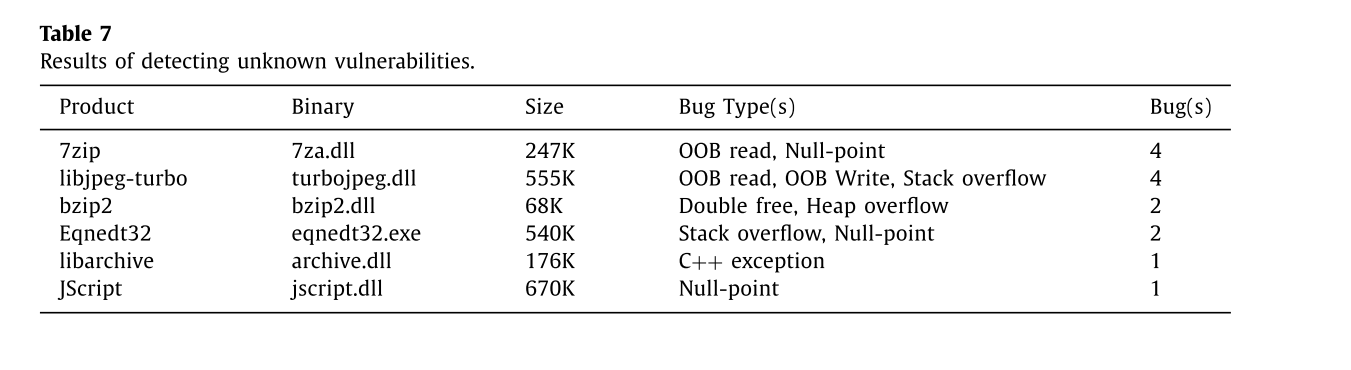 Table 7
Results of detecting unknown vulnerabilities.
Product Binary Size Bug Type(s) Bug(s)
7zip 7za.dll 247K OOB read, Null-point 4
libjpeg-turbo turbojpeg.dll 555K OOB read, OOB Write, Stack overflow 4
bzip2 bzip2.dll 68K Double free, Heap overflow 2
Eqnedt32 eqnedt32.exe 540K Stack overflow, Null-point 2
libarchive archive.dll 176K C++ exception 1
JScript jscript.dll 670K Null-point 1